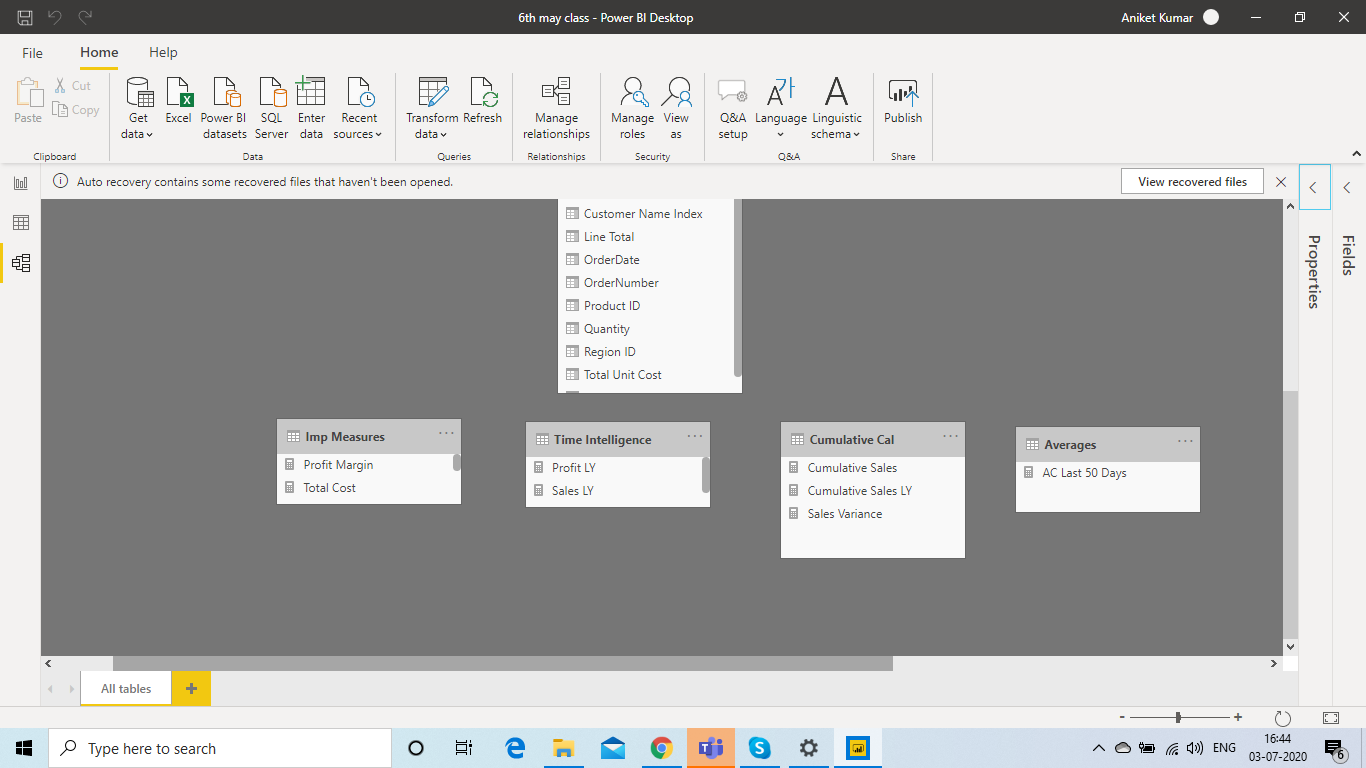 6th may class - Power BI Desktop
Aniket Kumar
File
Home
Help
Paste
Cut
Copy
Clipboard
Get data
Excel
Power BI datasets
SQL Server
Enter data
Recent sources
Data
Transform data
Refresh
Queries
Manage relationships
Relationships
Manage roles
View as
Security
Q&A setup
Language
Linguistic schema
Q&A
Publish
Share
Auto recovery contains some recovered files that haven't been opened.
View recovered files
Properties
Fields
Customer Name Index
Line Total
OrderDate
OrderNumber
Product ID
Quantity
Region ID
Total Unit Cost
Imp Measures
Profit Margin
Total Cost
Time Intelligence
Profit LY
Sales LY
Cumulative Cal
Cumulative Sales
Cumulative Sales LY
Sales Variance
Averages
AC Last 50 Days
All tables
Type here to search
ENG
16:44
03-07-2020
6